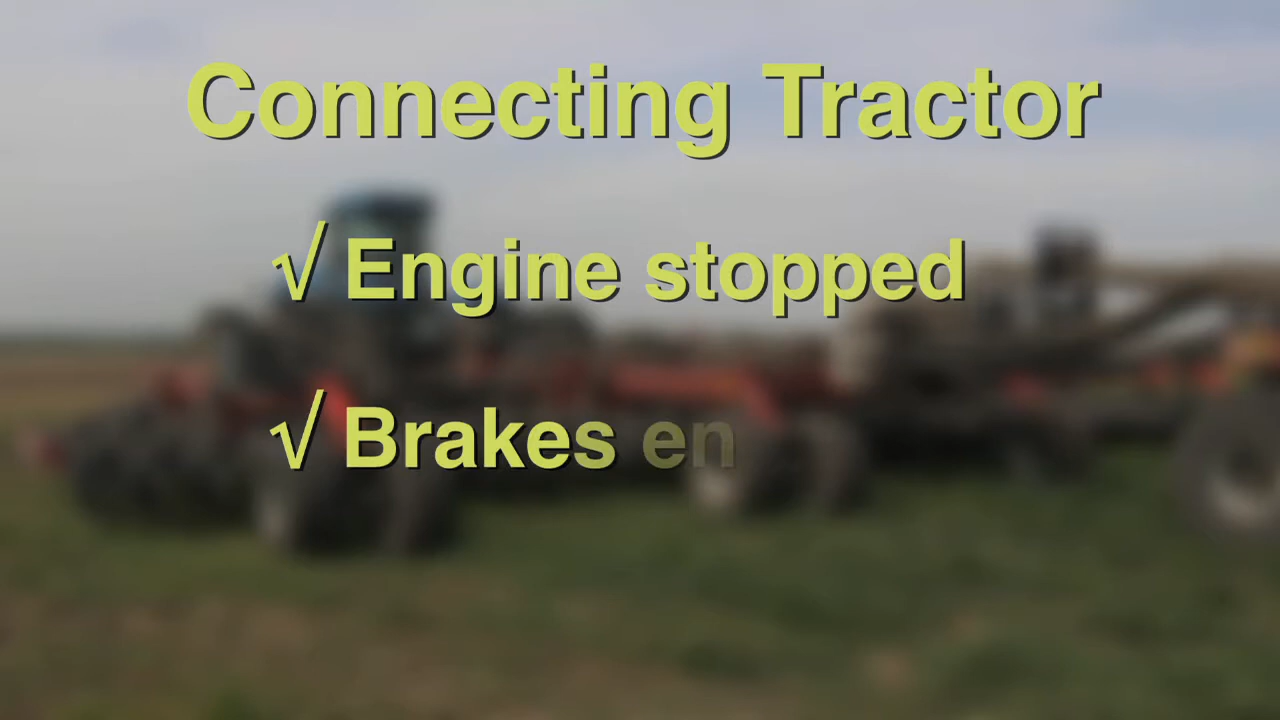 Connecting Tractor
√ Engine stopped
√ Brakes en